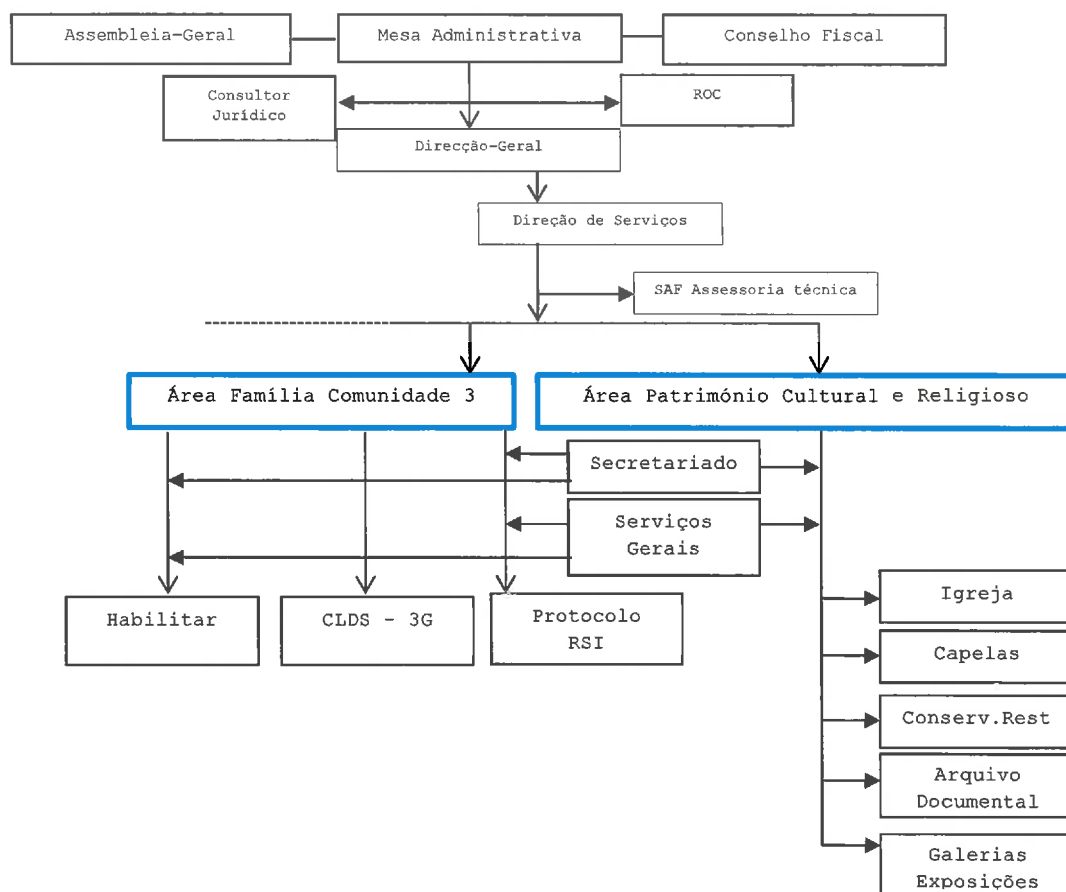 Assembleia-Geral
Mesa Administrativa
Conselho Fiscal
Consultor
Jurídico
ROC
Direcção-Geral
Direção de Serviços
SAF Assessoria técnica
Área Família Comunidade 3
Área Património Cultural e Religioso
Secretariado
Serviços
Gerais
Habilitar
CLDS - 3G
Protocolo
RSI
Igreja
Capelas
Conserv.Rest
Arquivo
Documental
Galerias
Exposições